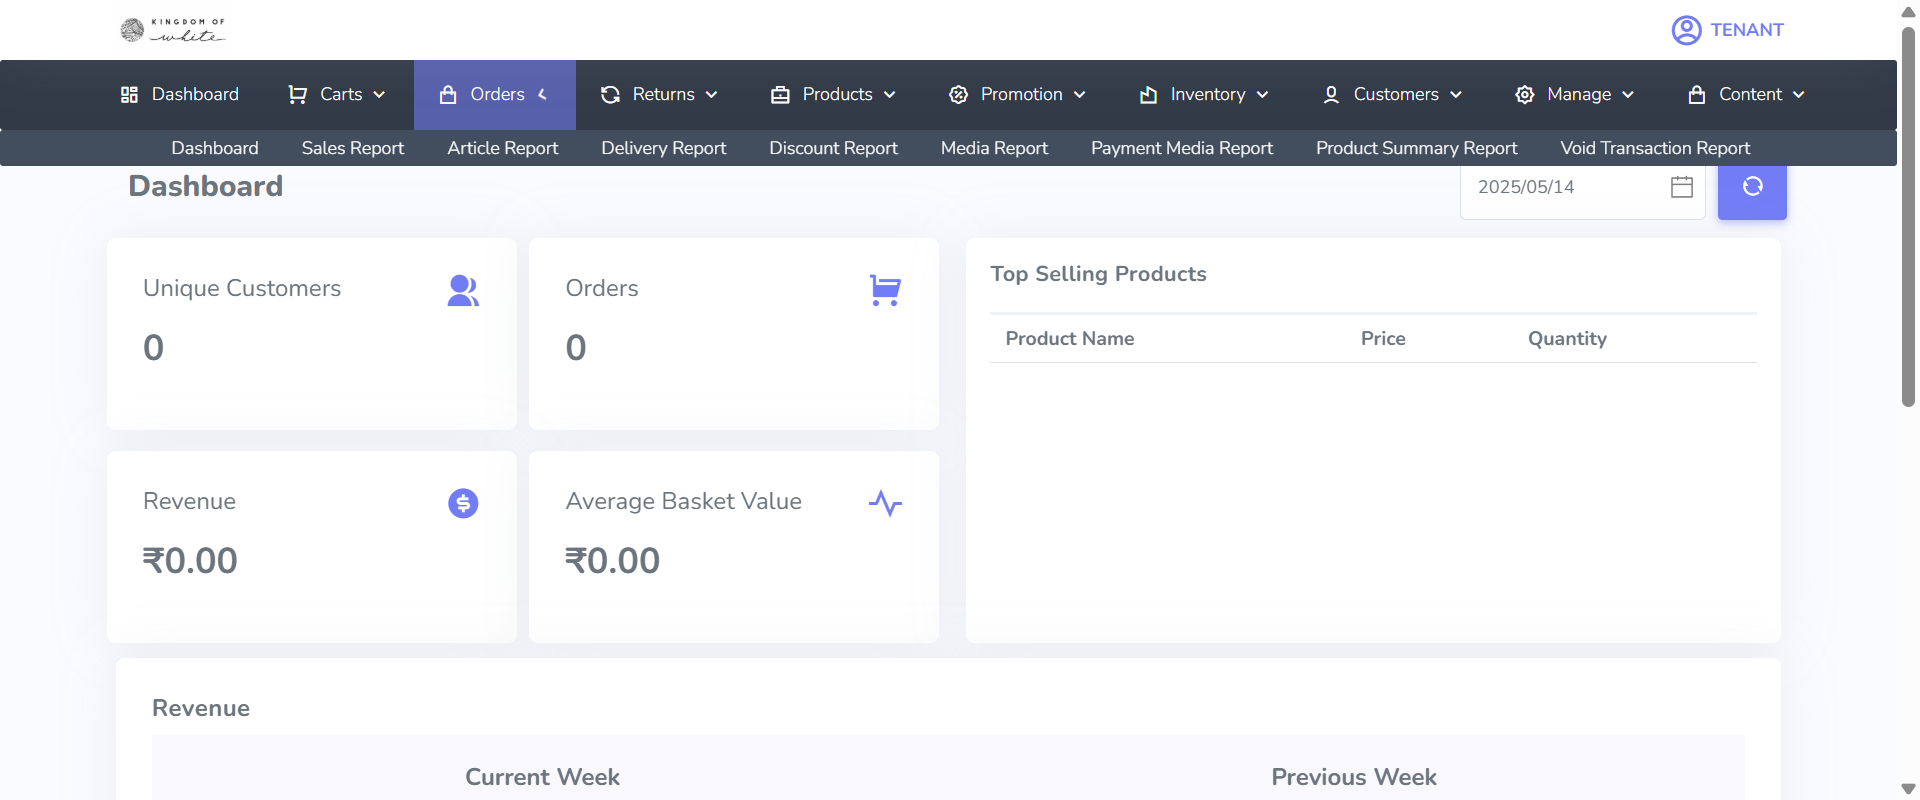 KINGDOM OF
white
TENANT
Dashboard Carts Orders Returns Products Promotion Inventory Customers Manage Content
Dashboard Sales Report Article Report Delivery Report Discount Report Media Report Payment Media Report Product Summary Report Void Transaction Report
Dashboard
2025/05/14
Unique Customers
0
Orders
0
Revenue
₹0.00
Average Basket Value
₹0.00
Top Selling Products
Product Name Price Quantity
Revenue
Current Week Previous Week